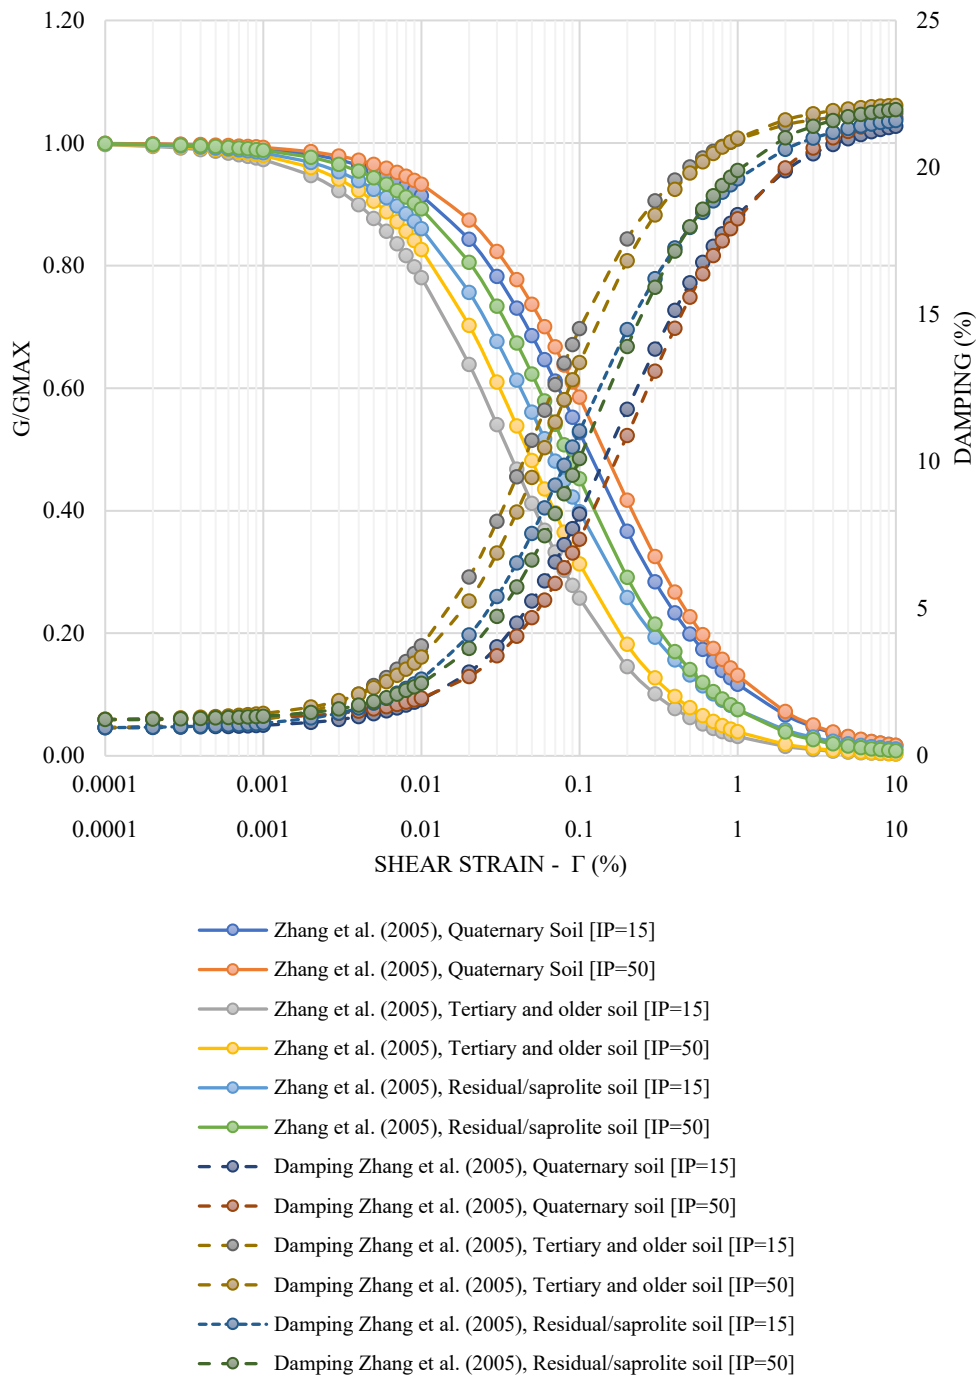 1.20
1.00
0.80
0.60
0.40
0.20
0.00
G/GMAX
25
20
15
10
5
0
DAMPING (%)
0.0001 0.001 0.01 0.1 1 10
0.0001 0.001 0.01 0.1 1 10
SHEAR STRAIN - Γ (%)
Zhang et al. (2005), Quaternary Soil [IP=15]
Zhang et al. (2005), Quaternary Soil [IP=50]
Zhang et al. (2005), Tertiary and older soil [IP=15]
Zhang et al. (2005), Tertiary and older soil [IP=50]
Zhang et al. (2005), Residual/saprolite soil [IP=15]
Zhang et al. (2005), Residual/saprolite soil [IP=50]
Damping Zhang et al. (2005), Quaternary soil [IP=15]
Damping Zhang et al. (2005), Quaternary soil [IP=50]
Damping Zhang et al. (2005), Tertiary and older soil [IP=15]
Damping Zhang et al. (2005), Tertiary and older soil [IP=50]
Damping Zhang et al. (2005), Residual/saprolite soil [IP=15]
Damping Zhang et al. (2005), Residual/saprolite soil [IP=50]